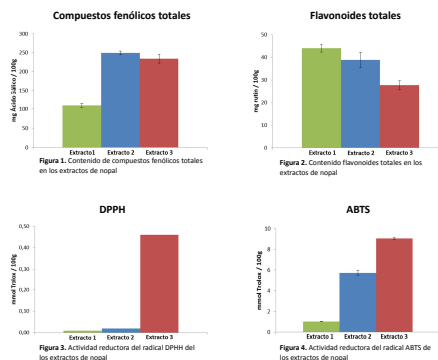 Compuestos fenólicos totales
mg Acido Gálico / 100g
300
250
200
150
100
50
0
Extracto1 Extracto 2 Extracto 3
Figura 1. Contenido de compuestos fenólicos totales
en los extractos de nopal
Flavonoides totales
mg rutin / 100g
50
40
30
20
10
0
Extracto 1 Extracto 2 Extracto 3
Figura 2. Contenido flavonoides totales en los
extractos de nopal
DPPH
mmol Trolox / 100g
0,50
0,40
0,30
0,20
0,10
0,00
Extracto 1 Extracto 2 Extracto 3
Figura 3. Actividad reductora del radical DPPH del
los extractos de nopal
ABTS
mmol Trolox / 100g
10
8
6
4
2
0
Extracto 1 Extracto 2 Extracto 3
Figura 4. Actividad reductora del radical ABTS de
los extractos de nopal